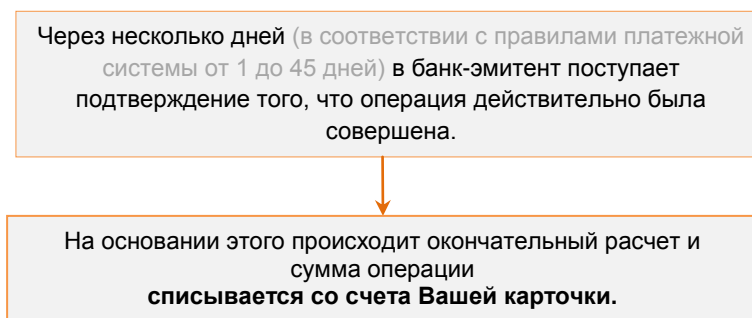 Через несколько дней (в соответствии с правилами платежной
системы от 1 до 45 дней) в банк-эмитент поступает
подтверждение того, что операция действительно была
совершена.
На основании этого происходит окончательный расчет и
сумма операции
списывается со счета Вашей карточки.